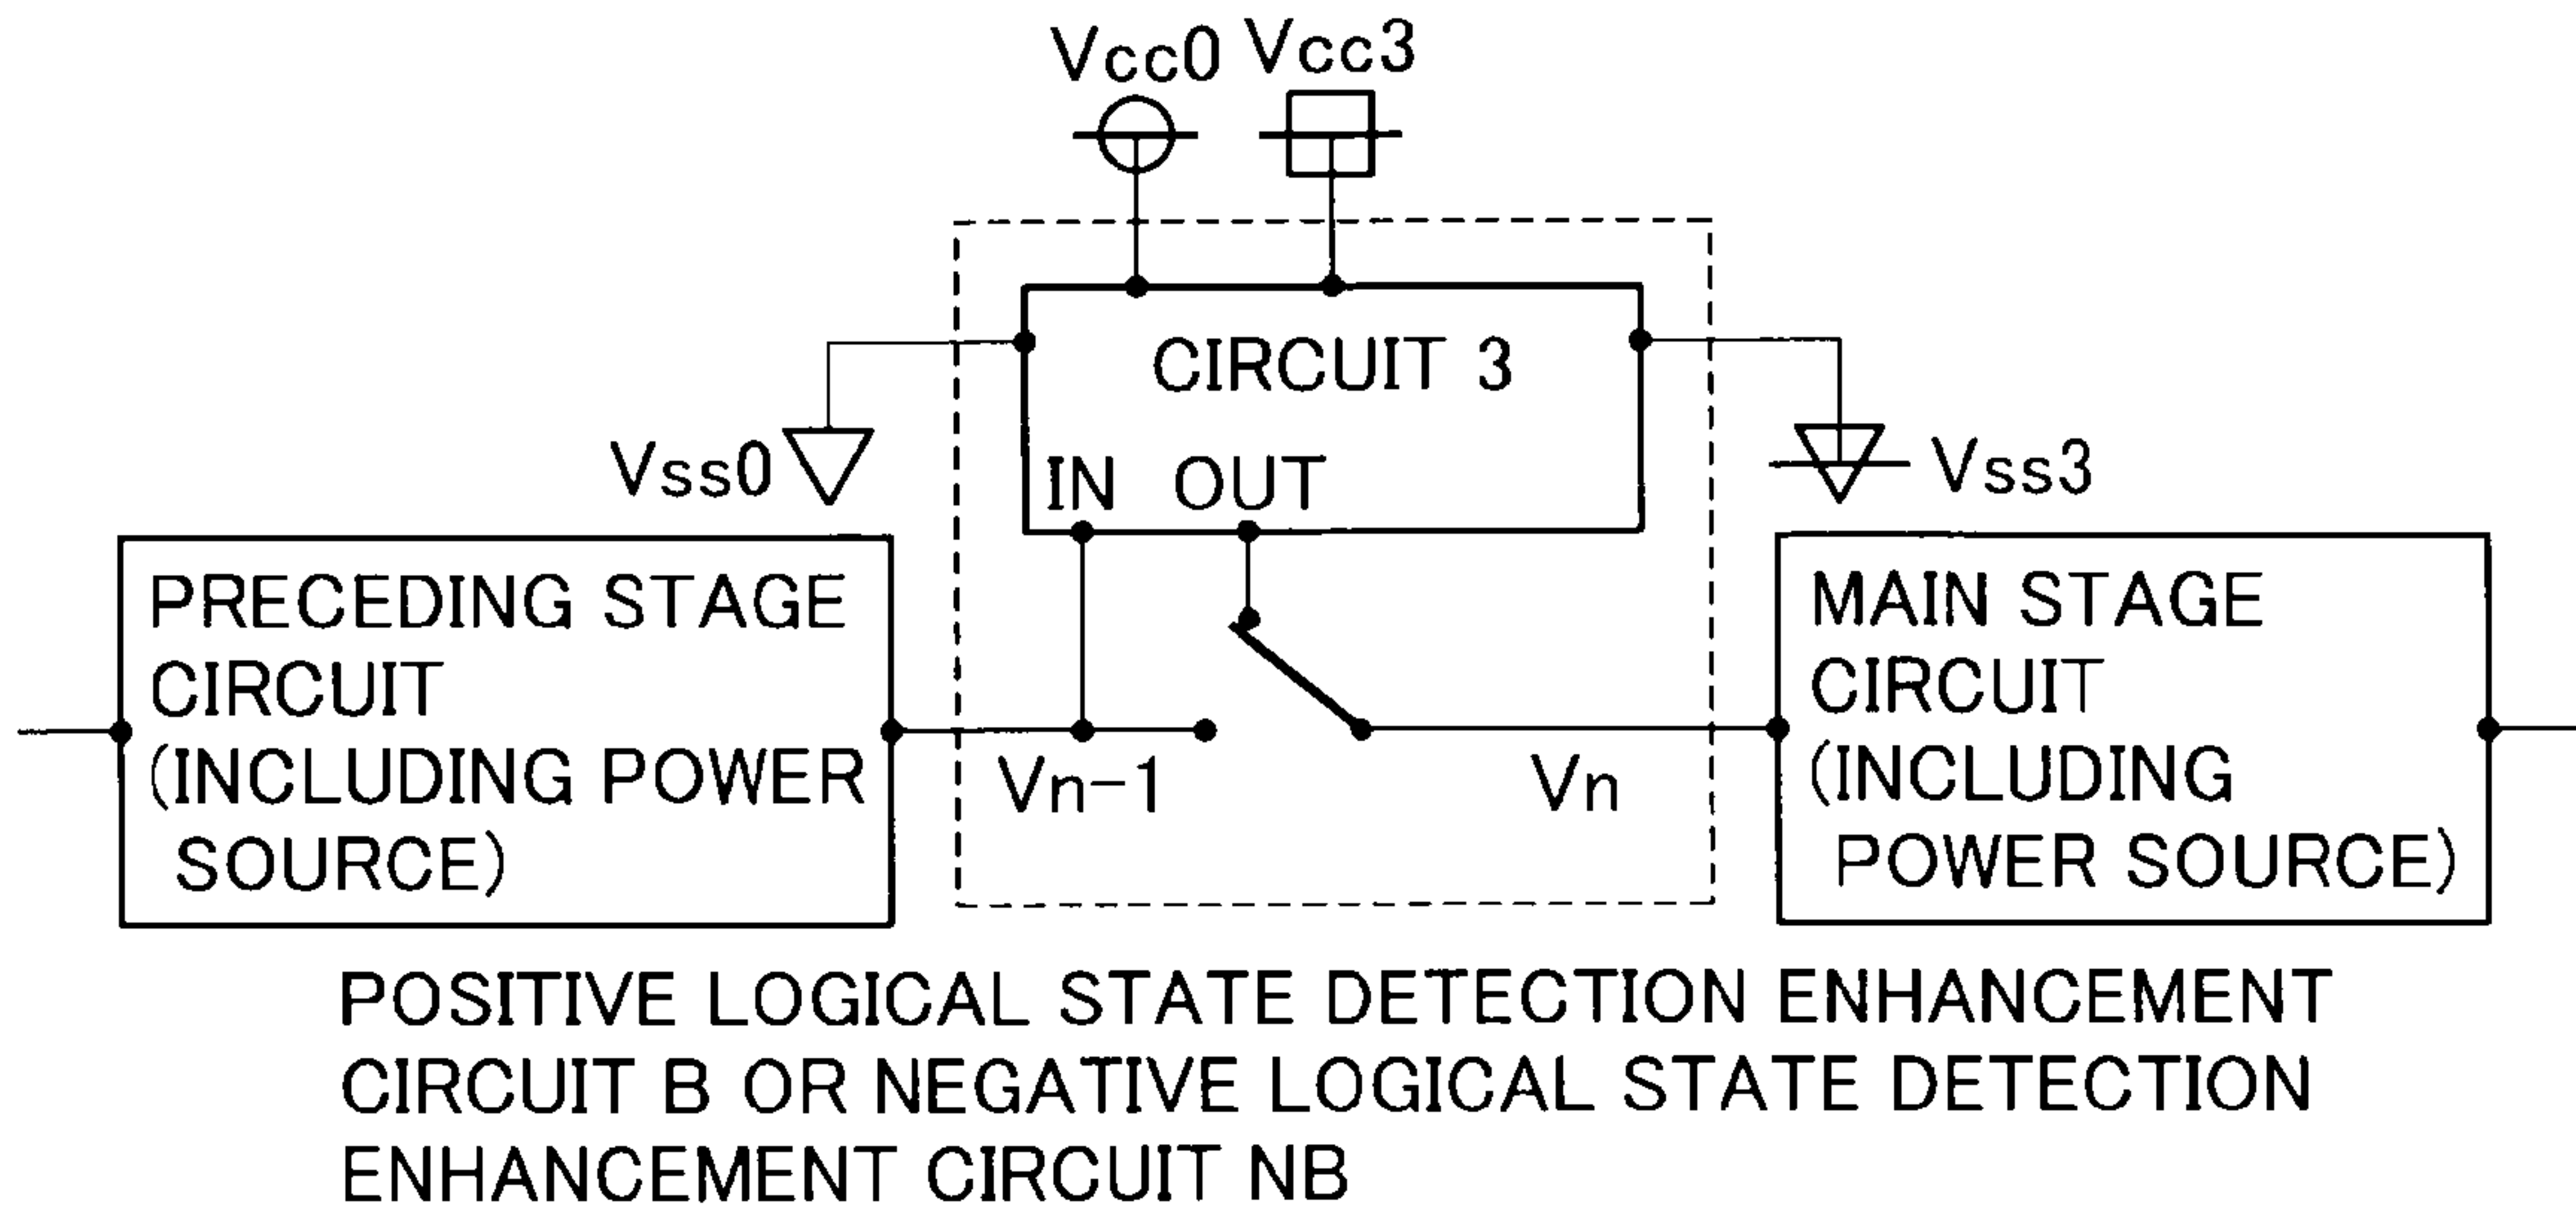 Vcc0 Vcc3
CIRCUIT 3
Vss0
IN OUT
Vss3
PRECEDING STAGE
CIRCUIT
(INCLUDING POWER
SOURCE)
Vn-1
Vn
MAIN STAGE
CIRCUIT
(INCLUDING
POWER SOURCE)
POSITIVE LOGICAL STATE DETECTION ENHANCEMENT
CIRCUIT B OR NEGATIVE LOGICAL STATE DETECTION
ENHANCEMENT CIRCUIT NB